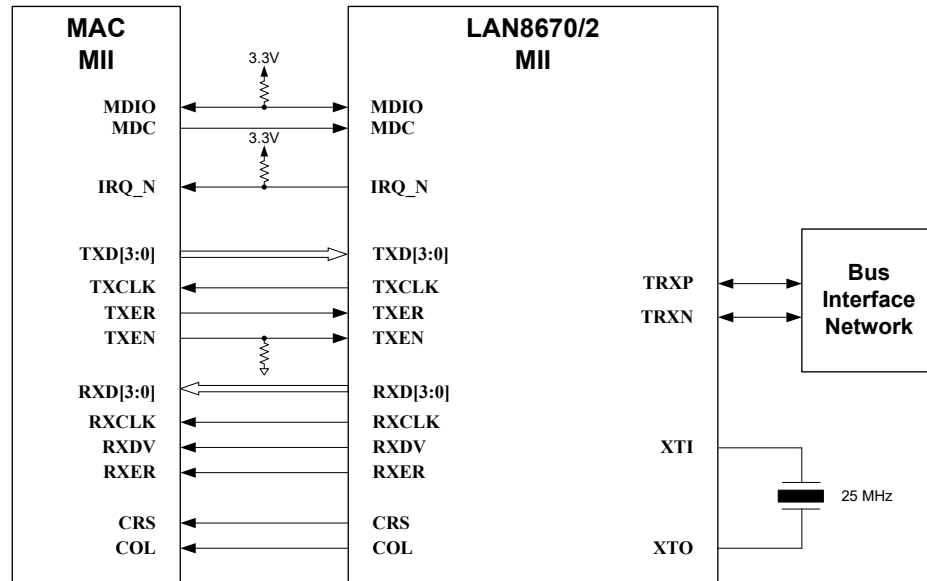 MAC
MII
LAN8670/2
MII
3.3V
MDIO
MDIO
MDC
MDC
3.3V
IRQ_N
IRQ_N
TXD[3:0]
TXD[3:0]
TXCLK
TXCLK
TXER
TXER
TXEN
TXEN
RXD[3:0]
RXD[3:0]
RXCLK
RXCLK
RXDV
RXDV
RXER
RXER
CRS
CRS
COL
COL
TRXP
TRXN
Bus
Interface
Network
XTI
25 MHz
XTO